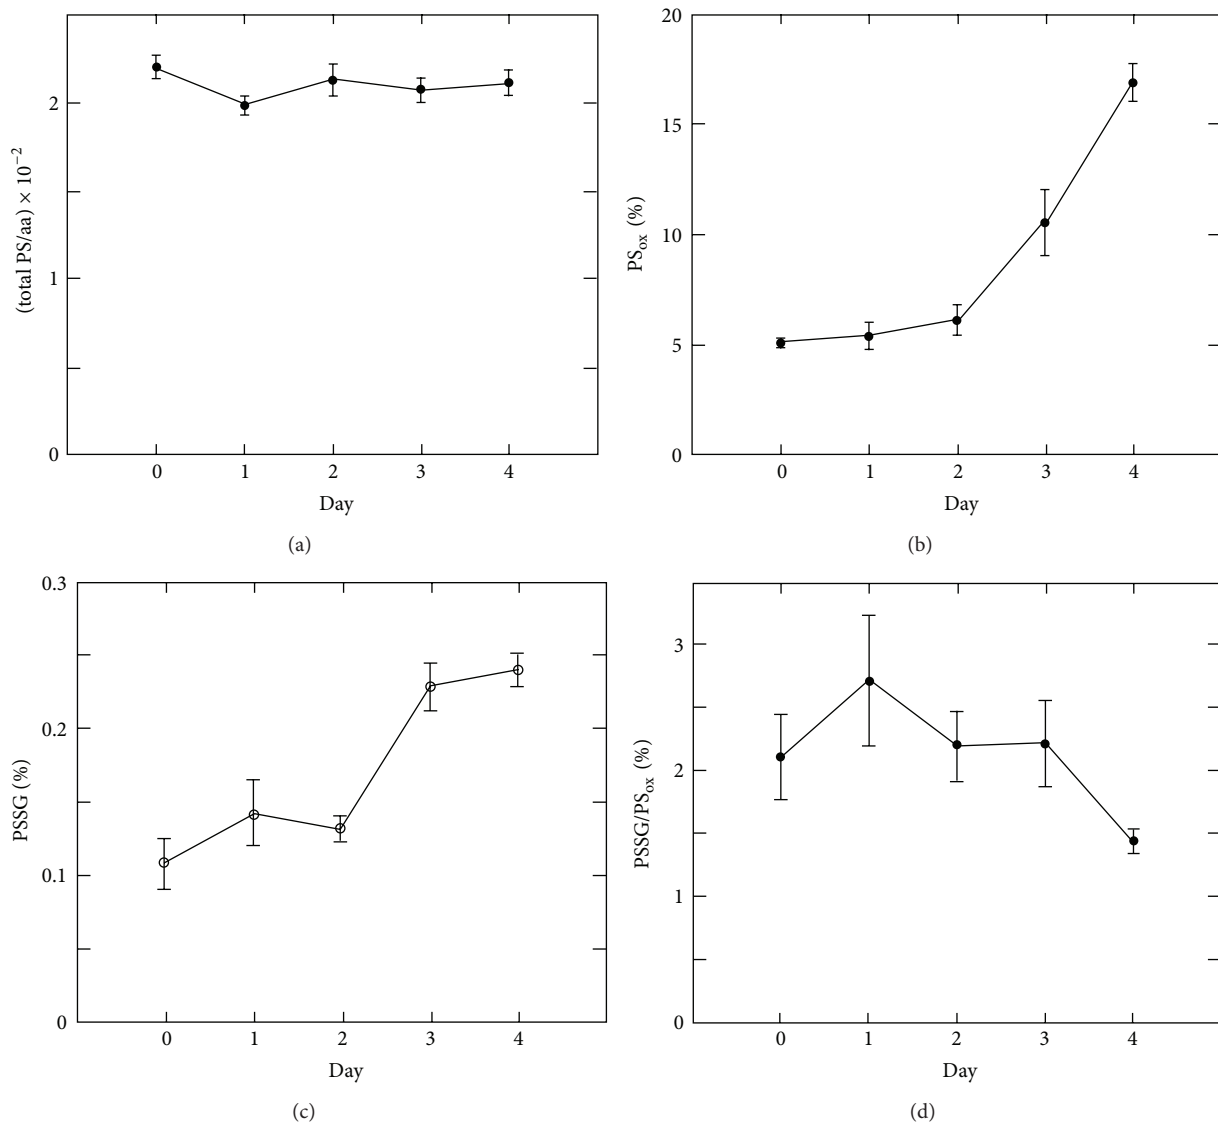 (total PS/aa) × 10⁻²
2
1
0
0 1 2 3 4
Day
(a)
PSₒₓ (%)
20
15
10
5
0
0 1 2 3 4
Day
(b)
PSSG (%)
0.3
0.2
0.1
0
0 1 2 3 4
Day
(c)
PSSG/PSₒₓ (%)
3
2
1
0
0 1 2 3 4
Day
(d)